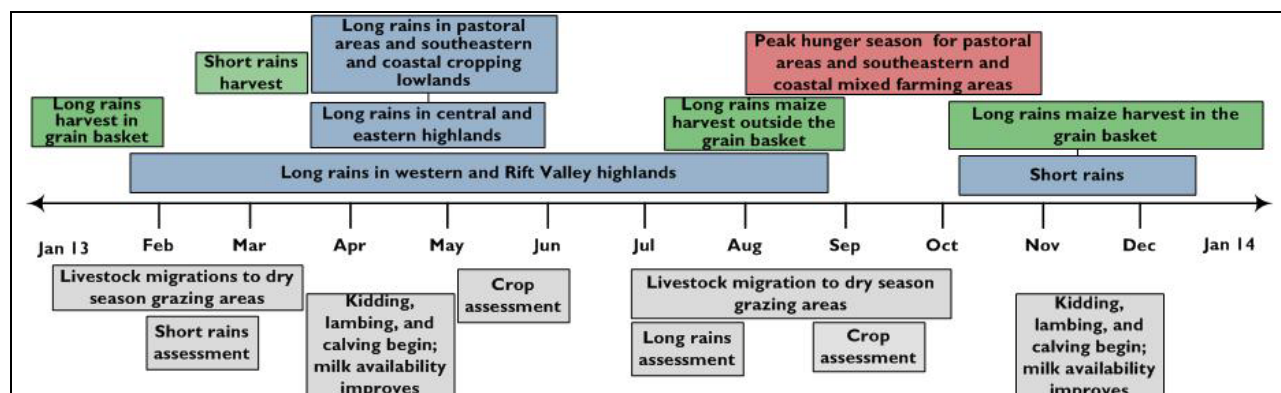 Long rains in pastoral
areas and southeastern
and coastal cropping
lowlands
Peak hunger season for pastoral
areas and southeastern and
coastal mixed farming areas
Short rains
harvest
Long rains
harvest in
grain basket
Long rains in central and
eastern highlands
Long rains maize
harvest outside the
grain basket
Long rains maize harvest in the
grain basket
Long rains in western and Rift Valley highlands
Short rains
Jan 13
Feb
Mar
Apr
May
Jun
Jul
Aug
Sep
Oct
Nov
Dec
Jan 14
Livestock migrations to dry
season grazing areas
Short rains
assessment
Kidding,
lambing, and
calving begin;
milk availability
improves
Crop
assessment
Livestock migration to dry season
grazing areas
Long rains
assessment
Crop
assessment
Kidding,
lambing, and
calving begin;
milk availability
improves